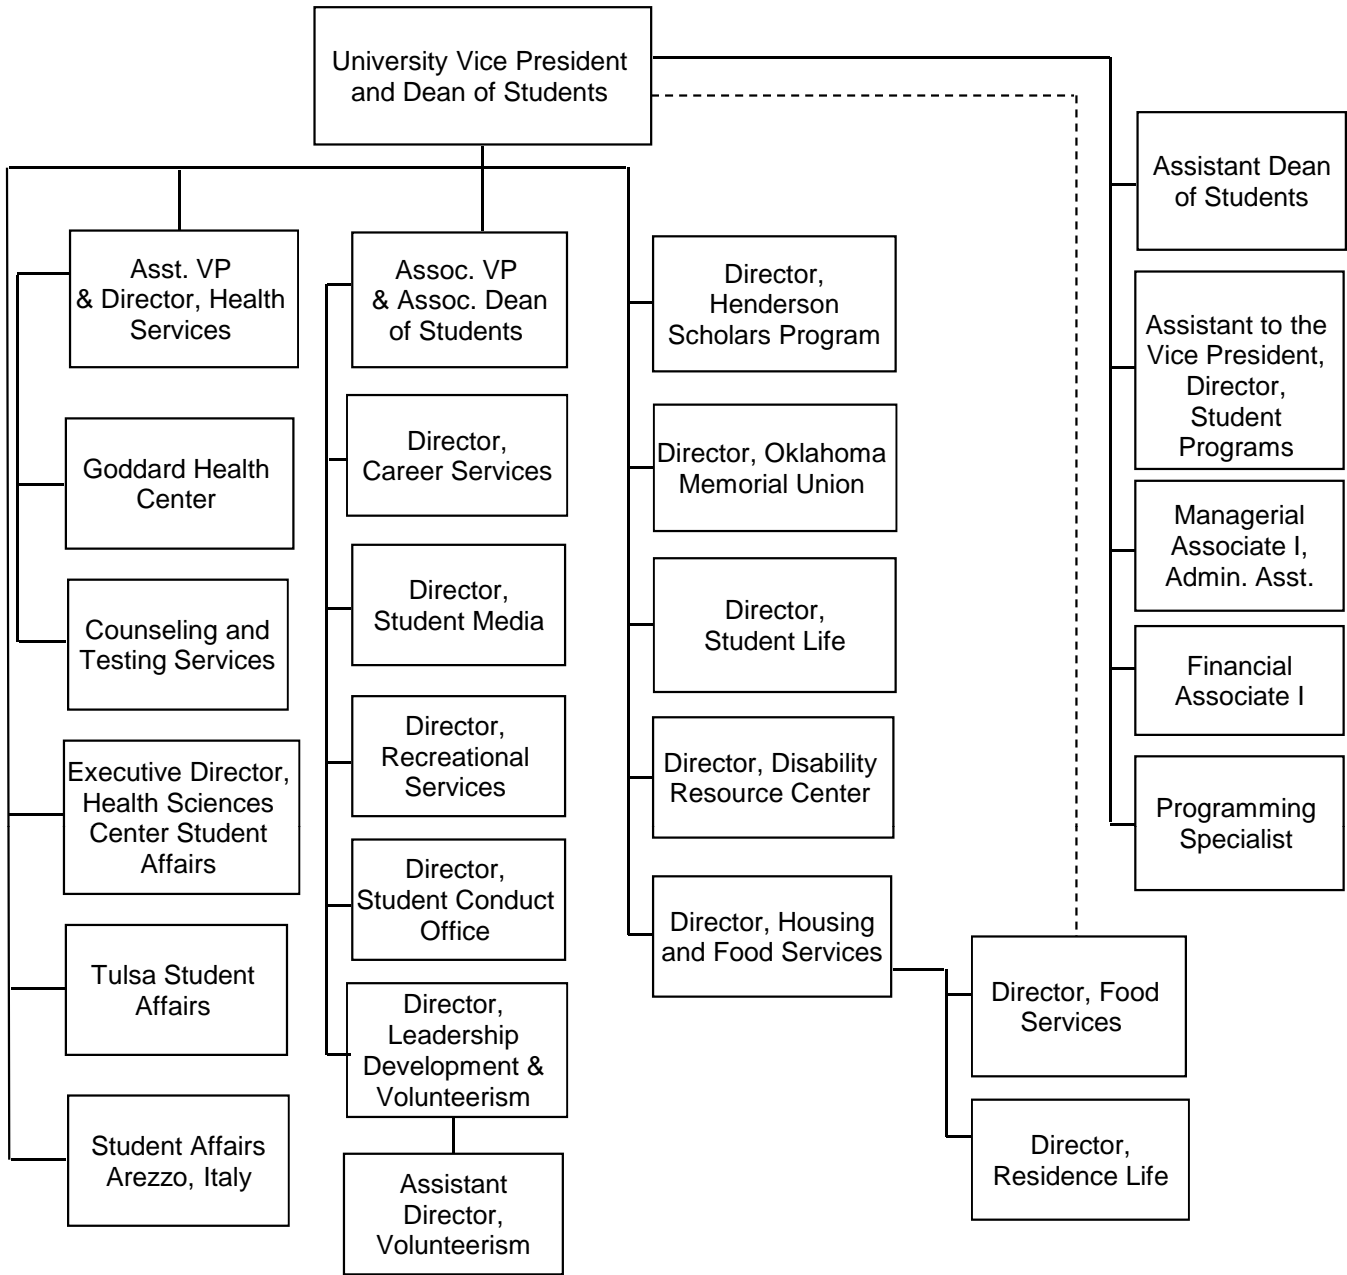 University Vice President
and Dean of Students
Asst. VP
& Director, Health
Services
Goddard Health
Center
Counseling and
Testing Services
Executive Director,
Health Sciences
Center Student
Affairs
Tulsa Student
Affairs
Student Affairs
Arezzo, Italy
Assoc. VP
& Assoc. Dean
of Students
Director,
Career Services
Director,
Student Media
Director,
Recreational
Services
Director,
Student Conduct
Office
Director,
Leadership
Development &
Volunteerism
Assistant
Director,
Volunteerism
Director,
Henderson
Scholars Program
Director, Oklahoma
Memorial Union
Director,
Student Life
Director, Disability
Resource Center
Director, Housing
and Food Services
Director, Food
Services
Director,
Residence Life
Assistant Dean
of Students
Assistant to the
Vice President,
Director,
Student
Programs
Managerial
Associate I,
Admin. Asst.
Financial
Associate I
Programming
Specialist